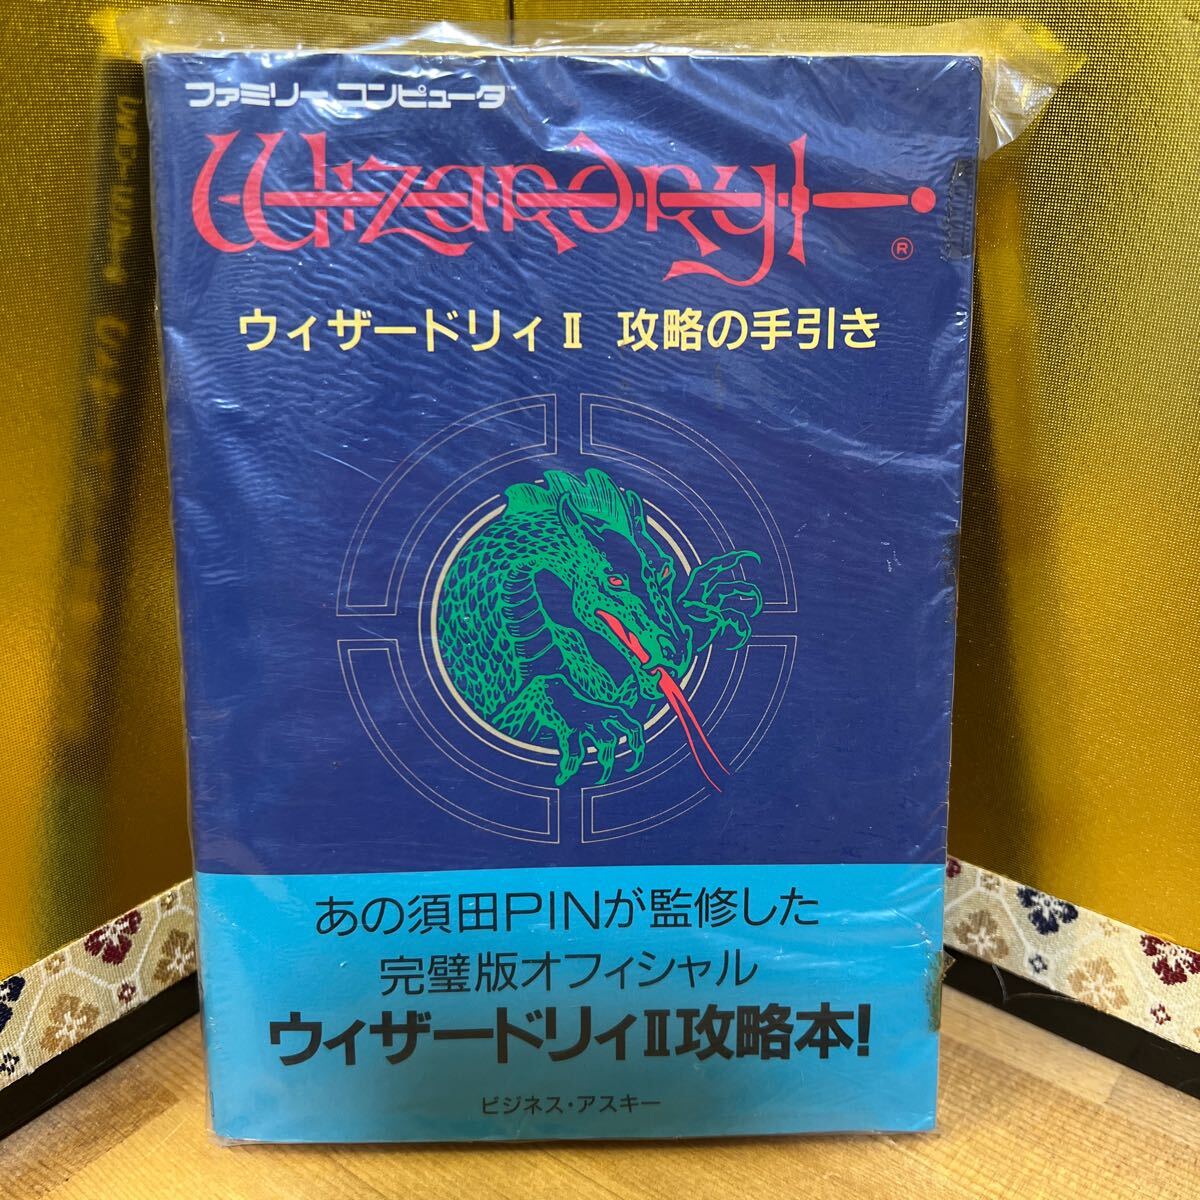 ファミリーコンピュータ™
Wizardry®
ウィザードリィⅡ 攻略の手引き
あの須田PINが監修した
完璧版オフィシャル
ウィザードリィⅡ攻略本!
ビジネス・アスキー